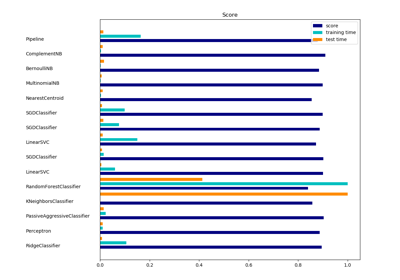 Score
score
training time
test time
Pipeline
ComplementNB
BernoulliNB
MultinomialNB
NearestCentroid
SGDClassifier
SGDClassifier
LinearSVC
SGDClassifier
LinearSVC
RandomForestClassifier
KNeighborsClassifier
PassiveAggressiveClassifier
Perceptron
RidgeClassifier
0.0 0.2 0.4 0.6 0.8 1.0